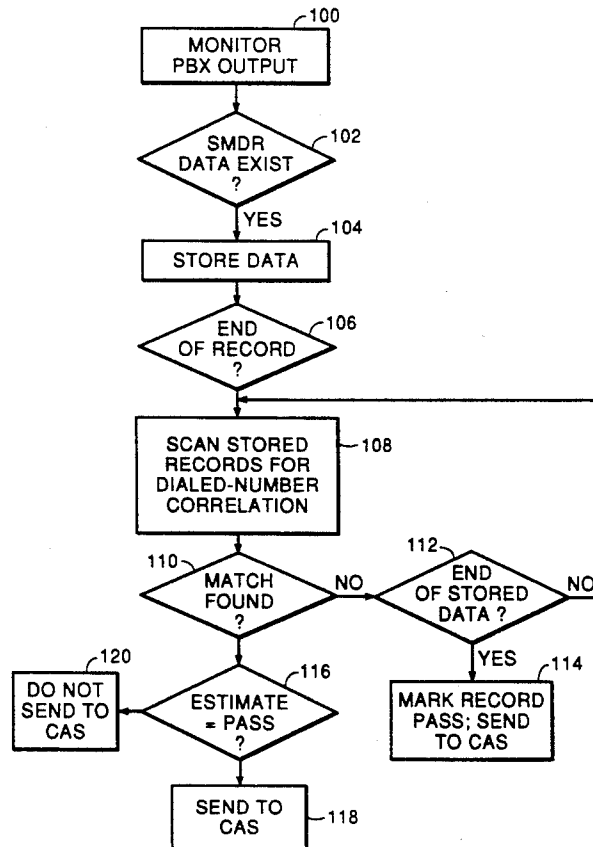 100
MONITOR
PBX OUTPUT
102
SMDR
DATA EXIST
?
YES
104
STORE DATA
106
END
OF RECORD
?
108
SCAN STORED
RECORDS FOR
DIALED-NUMBER
CORRELATION
110
MATCH
FOUND
?
NO
112
END
OF STORED
DATA ?
NO
YES
114
MARK RECORD
PASS; SEND
TO CAS
116
ESTIMATE
= PASS
?
120
DO NOT
SEND TO
CAS
SEND TO
CAS
118